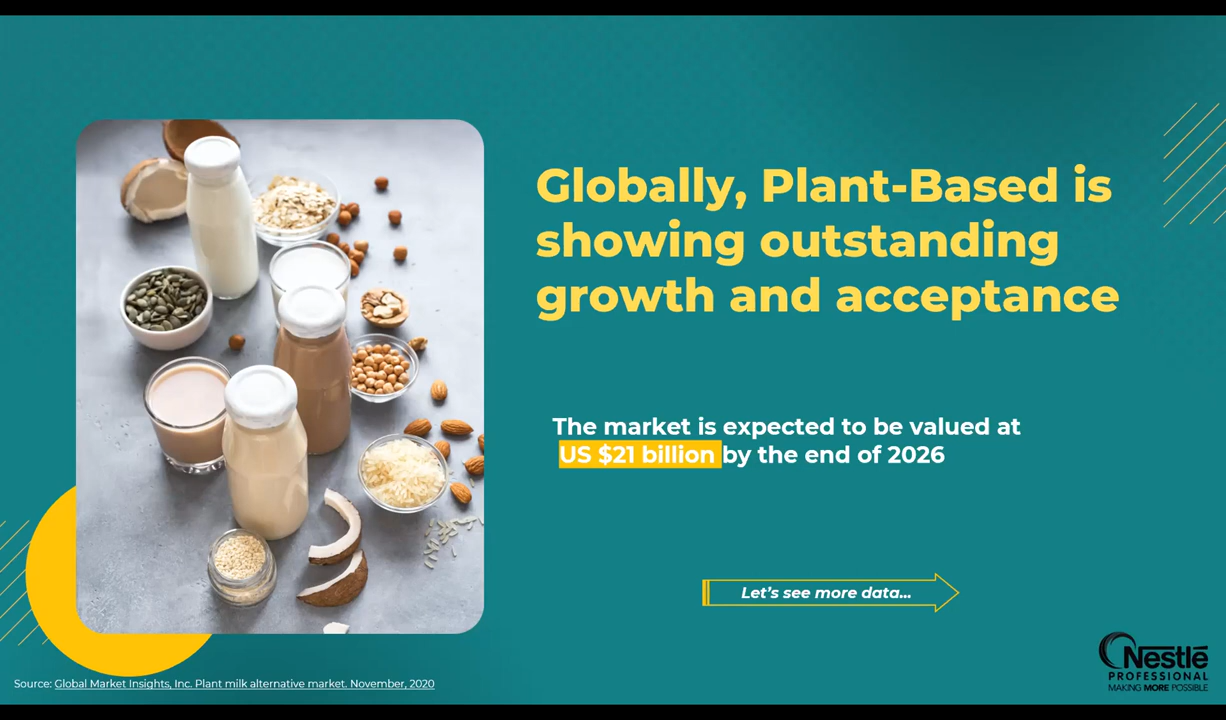 Globally, Plant-Based is
showing outstanding
growth and acceptance
The market is expected to be valued at
US $21 billion by the end of 2026
Let's see more data...
Source: Global Market Insights, Inc. Plant milk alternative market. November, 2020
Nestlé
PROFESSIONAL
MAKING MORE POSSIBLE